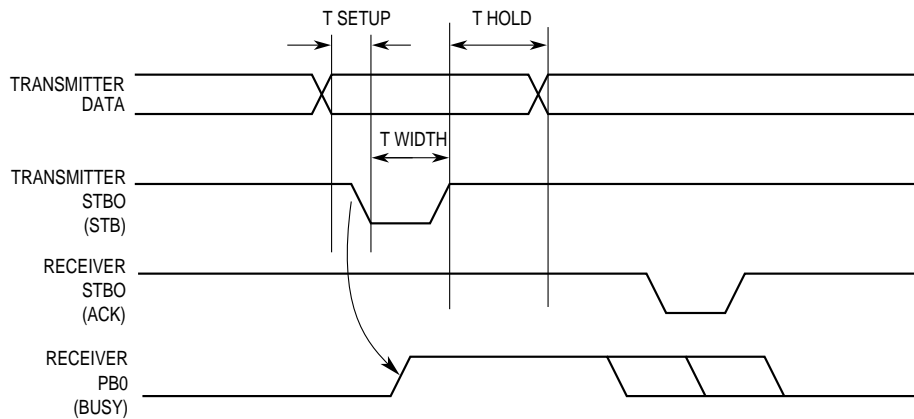 T SETUP
T HOLD
TRANSMITTER
DATA
T WIDTH
TRANSMITTER
STBO
(STB)
RECEIVER
STBO
(ACK)
RECEIVER
PB0
(BUSY)